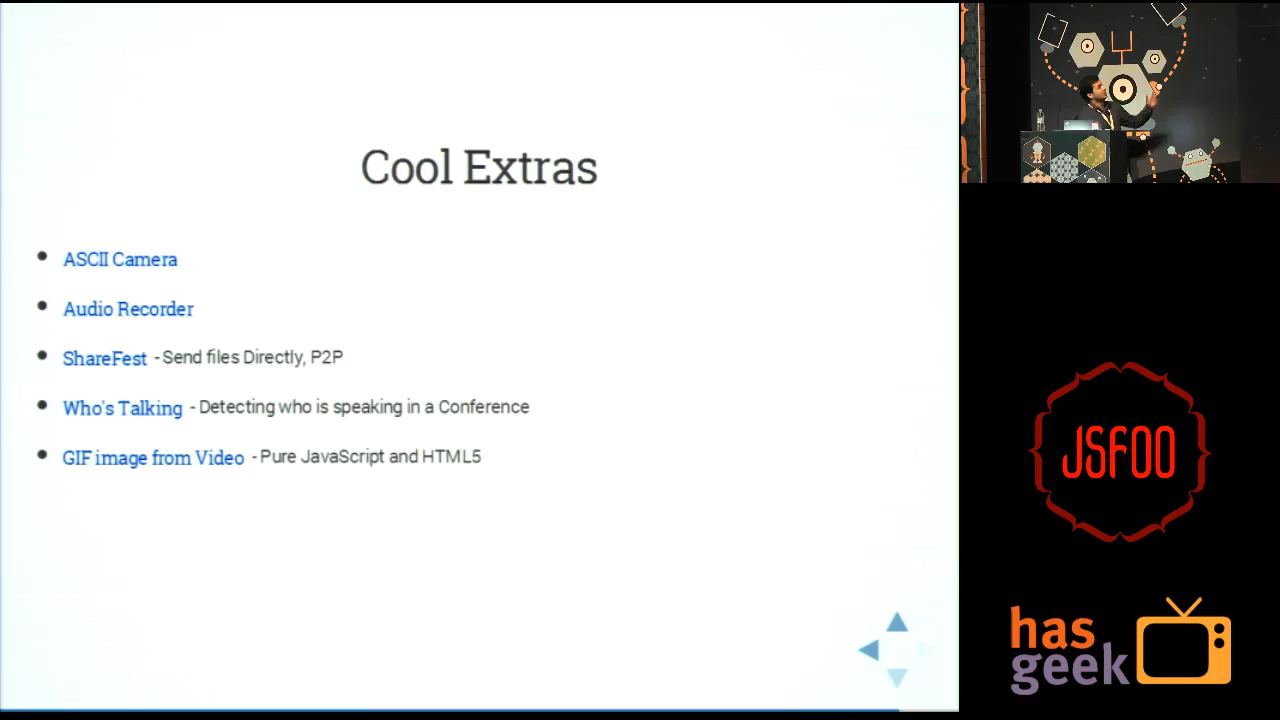 Cool Extras
ASCII Camera
Audio Recorder
ShareFest - Send files Directly, P2P
Who's Talking - Detecting who is speaking in a Conference
GIF image from Video - Pure JavaScript and HTML5
JSFOO
has
geek